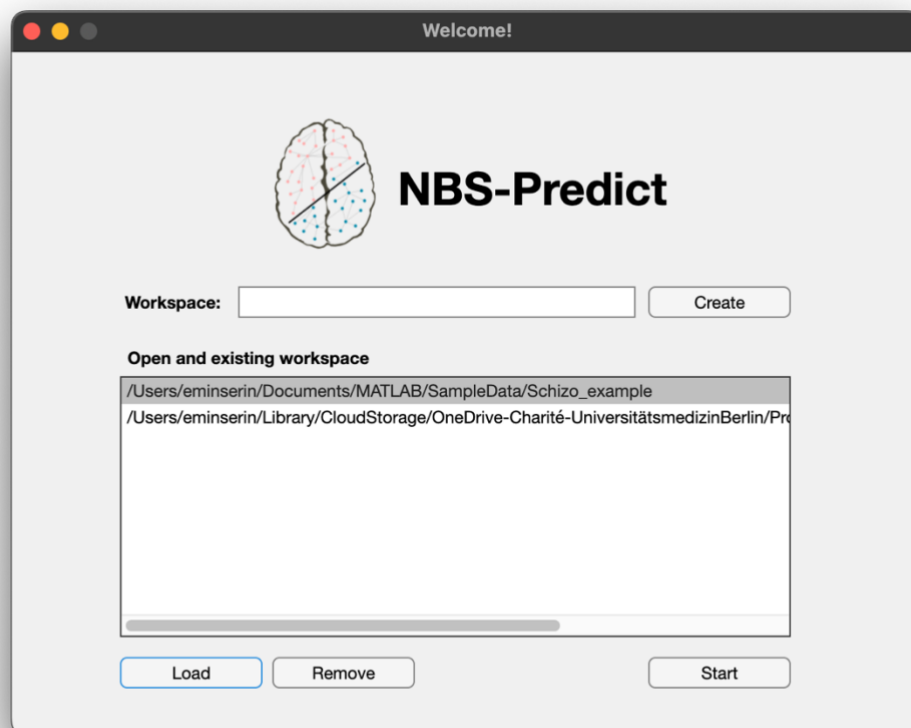 Welcome!
NBS-Predict
Workspace:
Create
Open and existing workspace
/Users/eminserin/Documents/MATLAB/SampleData/Schizo_example
/Users/eminserin/Library/CloudStorage/OneDrive-Charité-UniversitätsmedizinBerlin/Pro
Load
Remove
Start